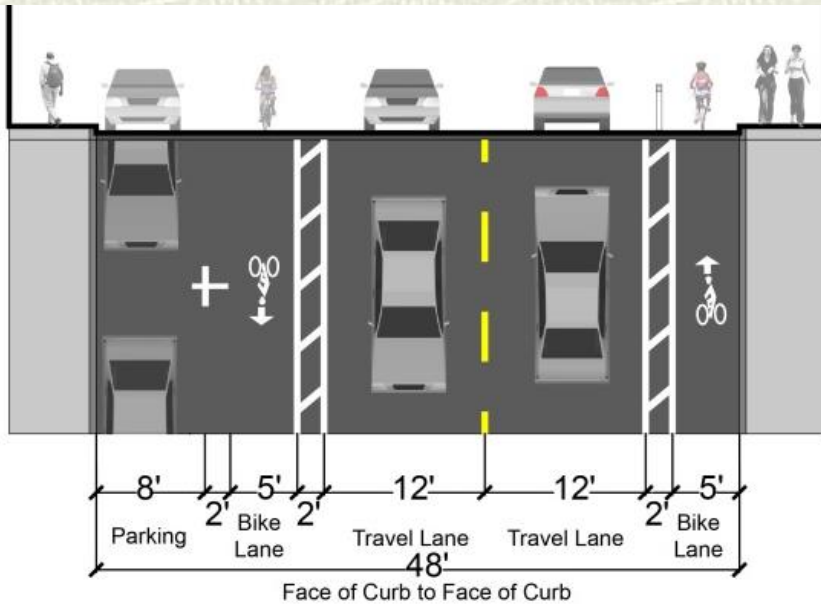 8' 2' 5' 2' 12' 12' 2' 5'
Parking Bike Lane Travel Lane Travel Lane Bike Lane
48'
Face of Curb to Face of Curb